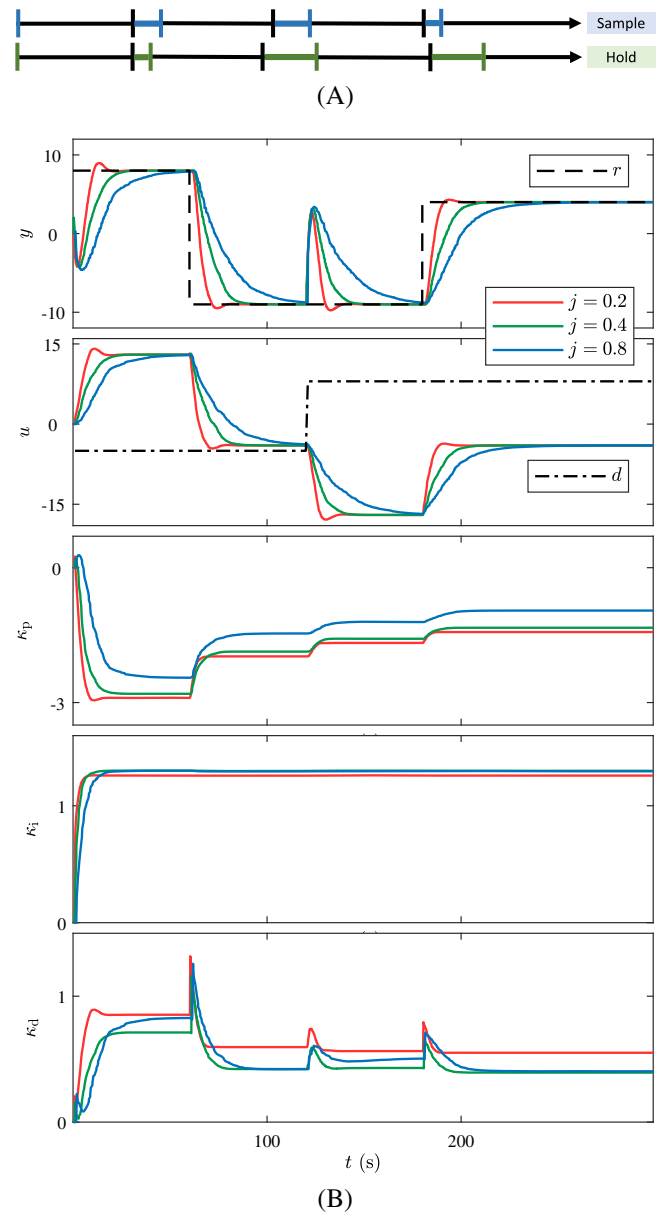 Sample
Hold
(A)
10
0
-10
y
r
j = 0.2
j = 0.4
j = 0.8
15
0
-15
u
d
0
-3
κp
1
0
κi
1
0
κd
100
200
t (s)
(B)